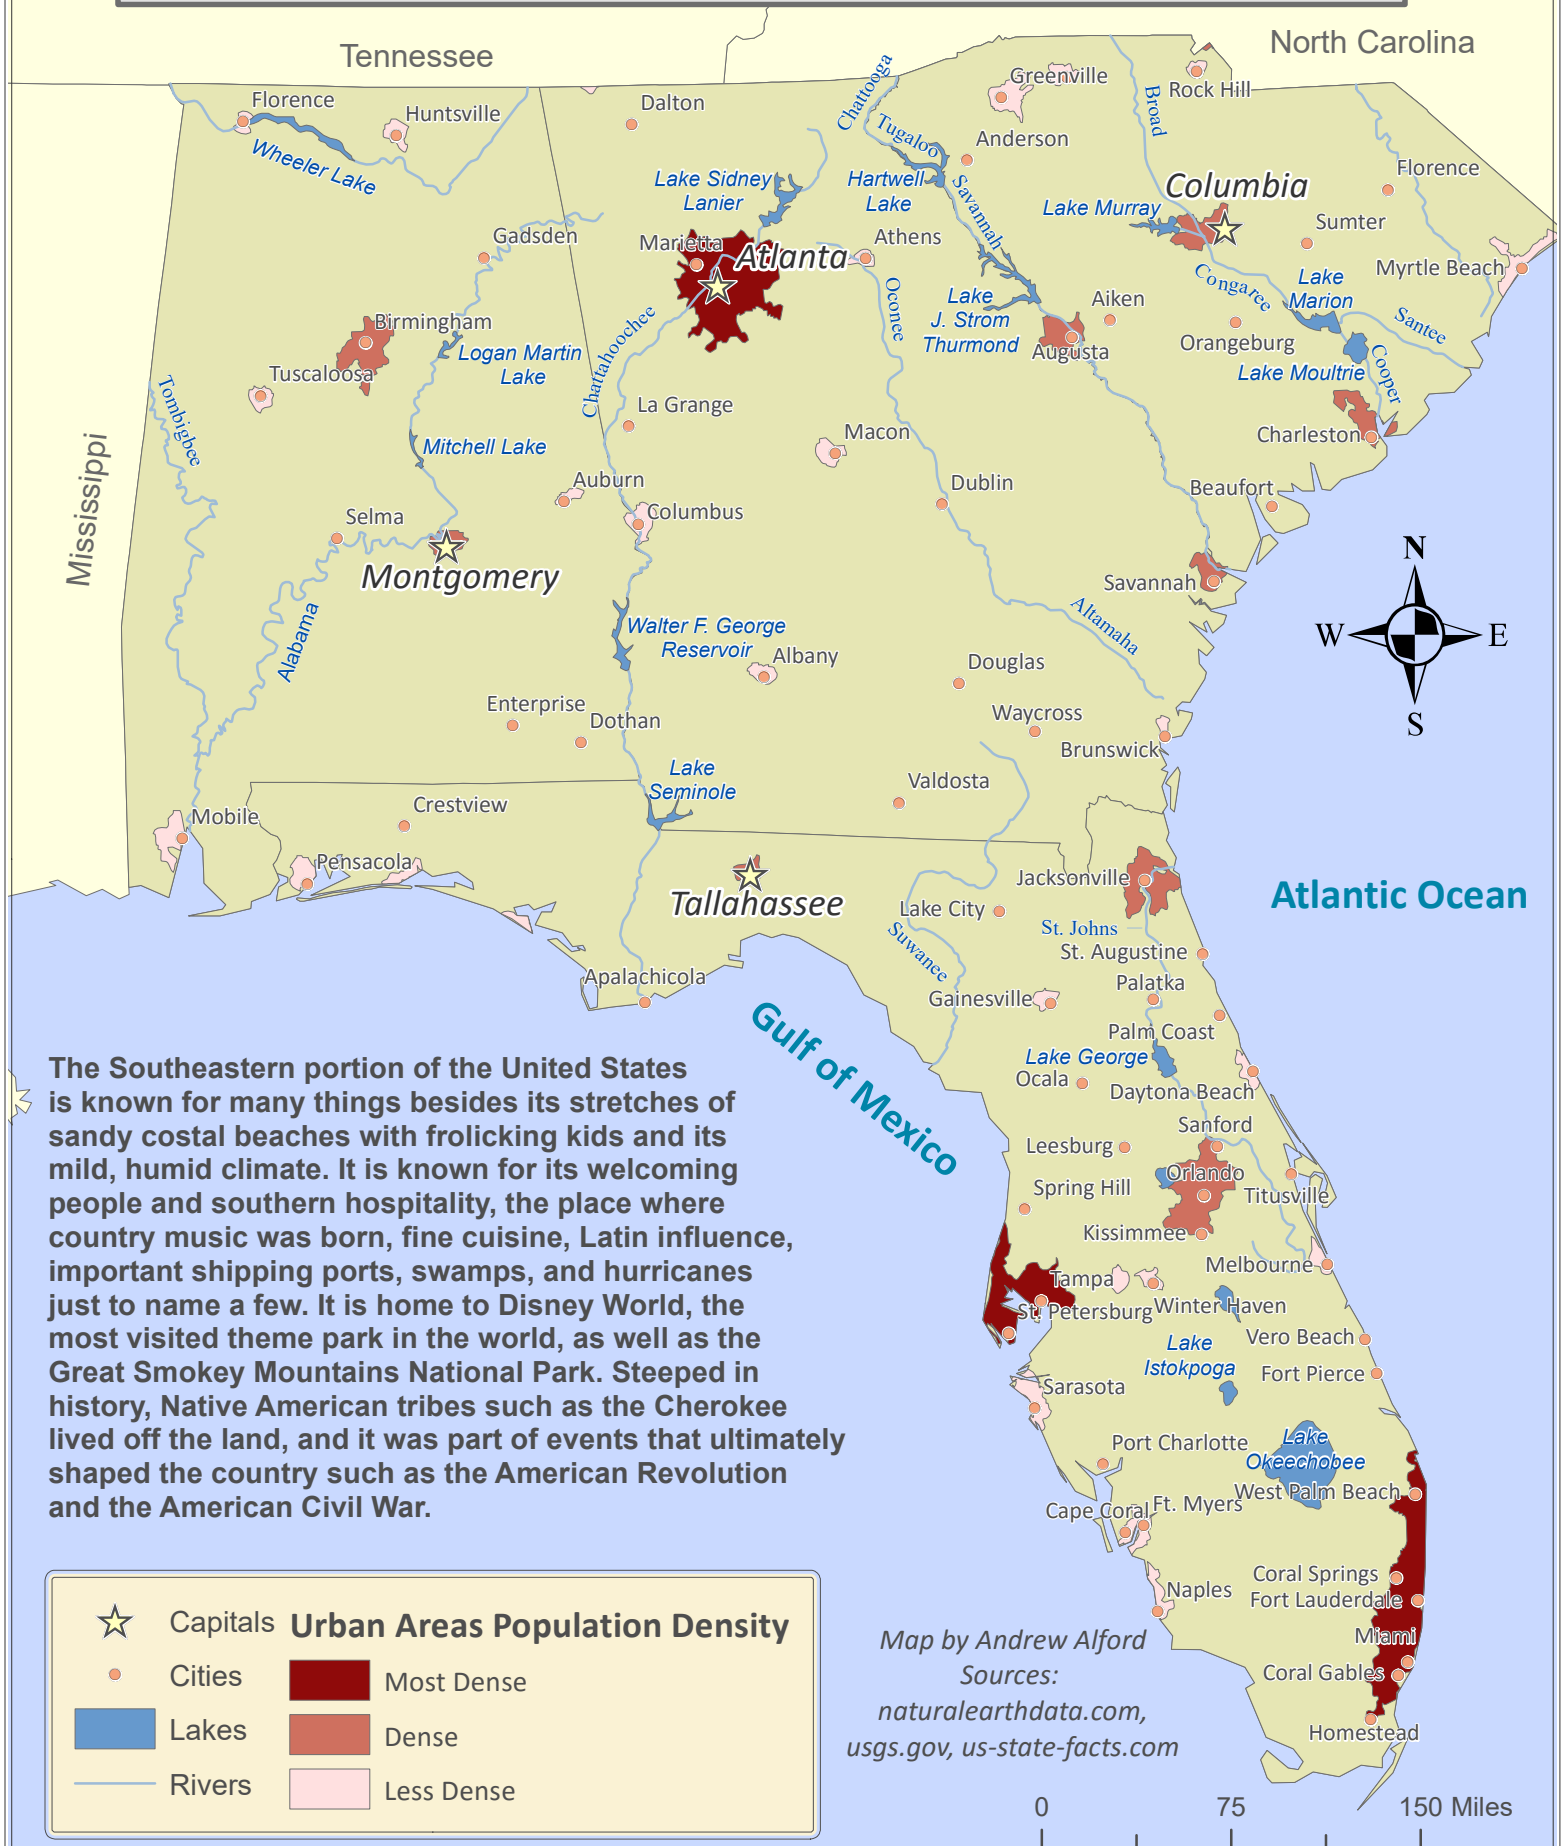 Tennessee
North Carolina
Mississippi
Florence
Huntsville
Wheeler Lake
Dalton
Chattooga
Tugaloo
Greenville
Anderson
Broad
Rock Hill
Lake Sidney
Lanier
Hartwell
Lake
Savannah
Columbia
Lake Murray
Florence
Sumter
Myrtle Beach
Gadsden
Marietta
Atlanta
Athens
Oconee
Congaree
Lake
Marion
Santee
Birmingham
Logan Martin
Lake
Chattahoochee
Lake
J. Strom
Thurmond
Aiken
Augusta
Orangeburg
Lake Moultrie
Cooper
Tuscaloosa
Tombigbee
La Grange
Mitchell Lake
Macon
Charleston
Auburn
Columbus
Dublin
Beaufort
Selma
Montgomery
Savannah
Alabama
Walter F. George
Reservoir
Albany
Altamaha
Douglas
N
W
E
S
Enterprise
Dothan
Waycross
Brunswick
Lake
Seminole
Valdosta
Mobile
Crestview
Pensacola
Tallahassee
Jacksonville
Lake City
St. Johns
Suwanee
St. Augustine
Atlantic Ocean
Apalachicola
Gainesville
Palatka
Palm Coast
Gulf of Mexico
Lake George
Ocala
Daytona Beach
Sanford
Leesburg
Orlando
Spring Hill
Titusville
Kissimmee
Melbourne
Tampa
St. Petersburg
Winter Haven
Vero Beach
Lake
Istokpoga
Fort Pierce
Sarasota
Port Charlotte
Lake
Okeechobee
West Palm Beach
Cape Coral
Ft. Myers
Coral Springs
Fort Lauderdale
Naples
Miami
Coral Gables
Homestead
The Southeastern portion of the United States
is known for many things besides its stretches of
sandy costal beaches with frolicking kids and its
mild, humid climate. It is known for its welcoming
people and southern hospitality, the place where
country music was born, fine cuisine, Latin influence,
important shipping ports, swamps, and hurricanes
just to name a few. It is home to Disney World, the
most visited theme park in the world, as well as the
Great Smokey Mountains National Park. Steeped in
history, Native American tribes such as the Cherokee
lived off the land, and it was part of events that ultimately
shaped the country such as the American Revolution
and the American Civil War.
Capitals
Cities
Lakes
Rivers
Urban Areas Population Density
Most Dense
Dense
Less Dense
Map by Andrew Alford
Sources:
naturalearthdata.com,
usgs.gov, us-state-facts.com
0 75 150 Miles